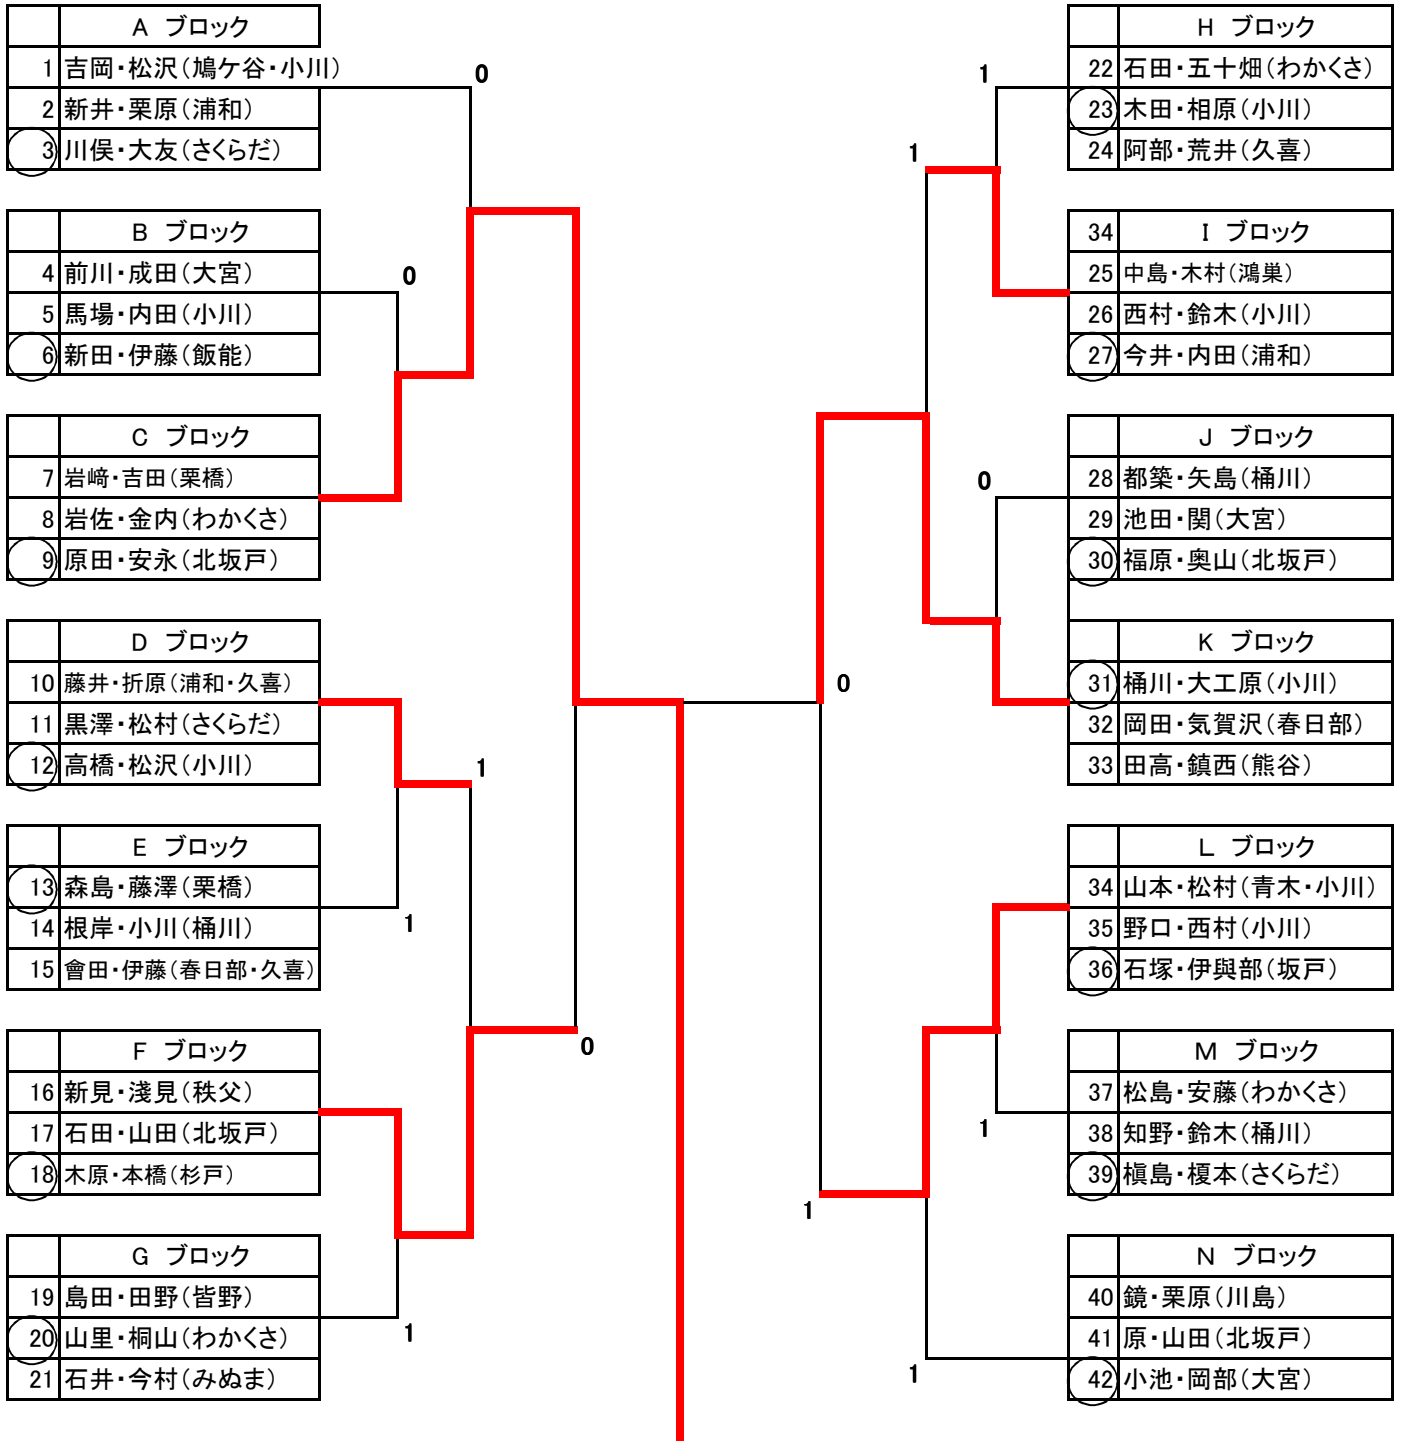 A ブロック
1 吉岡・松沢(鳩ケ谷・小川)
2 新井・栗原(浦和)
3 川俣・大友(さくらだ)
B ブロック
4 前川・成田(大宮)
5 馬場・内田(小川)
6 新田・伊藤(飯能)
C ブロック
7 岩﨑・吉田(栗橋)
8 岩佐・金内(わかくさ)
9 原田・安永(北坂戸)
D ブロック
10 藤井・折原(浦和・久喜)
11 黒澤・松村(さくらだ)
12 高橋・松沢(小川)
E ブロック
13 森島・藤澤(栗橋)
14 根岸・小川(桶川)
15 會田・伊藤(春日部・久喜)
F ブロック
16 新見・淺見(秩父)
17 石田・山田(北坂戸)
18 木原・本橋(杉戸)
G ブロック
19 島田・田野(皆野)
20 山里・桐山(わかくさ)
21 石井・今村(みぬま)
0
0
1
1
0
1
1
1
0
0
1
1
1
H ブロック
22 石田・五十畑(わかくさ)
23 木田・相原(小川)
24 阿部・荒井(久喜)
34 I ブロック
25 中島・木村(鴻巣)
26 西村・鈴木(小川)
27 今井・内田(浦和)
J ブロック
28 都築・矢島(桶川)
29 池田・関(大宮)
30 福原・奥山(北坂戸)
K ブロック
31 桶川・大工原(小川)
32 岡田・気賀沢(春日部)
33 田高・鎮西(熊谷)
L ブロック
34 山本・松村(青木・小川)
35 野口・西村(小川)
36 石塚・伊與部(坂戸)
M ブロック
37 松島・安藤(わかくさ)
38 知野・鈴木(桶川)
39 槇島・榎本(さくらだ)
N ブロック
40 鏡・栗原(川島)
41 原・山田(北坂戸)
42 小池・岡部(大宮)